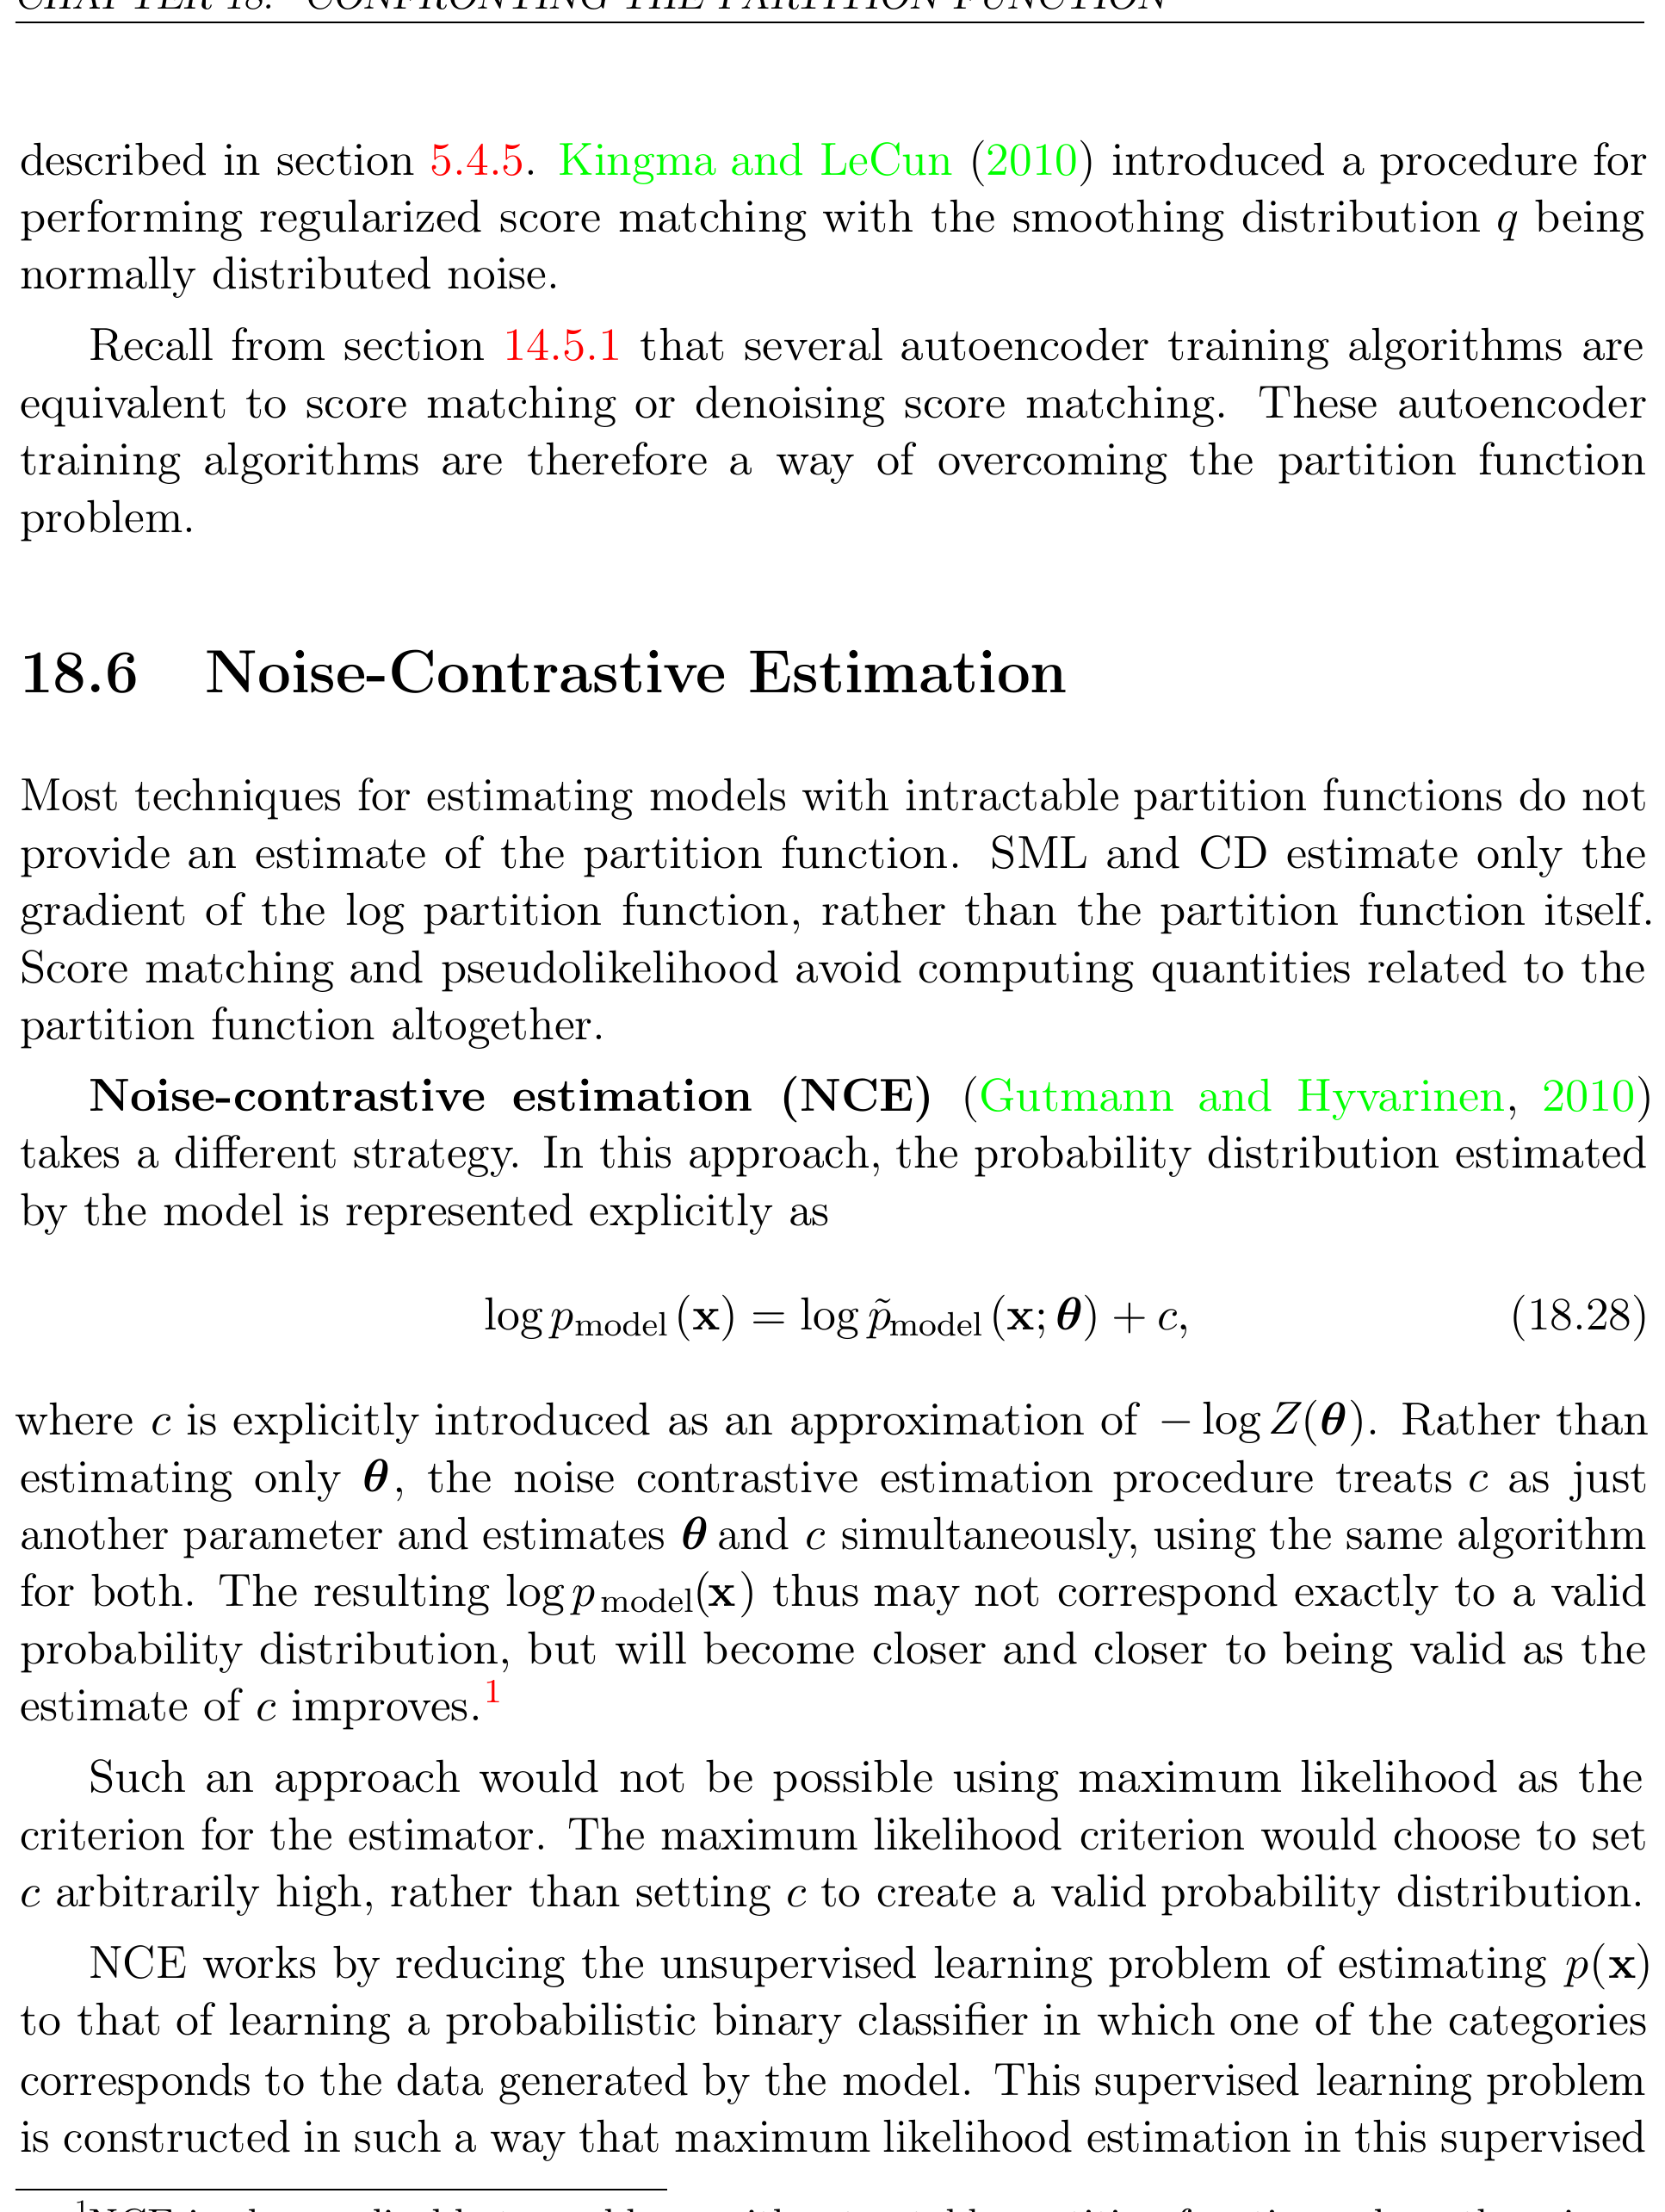 CHAPTER 18. CONFRONTING THE PARTITION FUNCTION
described in section 5.4.5. Kingma and LeCun (2010) introduced a procedure for
performing regularized score matching with the smoothing distribution q being
normally distributed noise.
Recall from section 14.5.1 that several autoencoder training algorithms are
equivalent to score matching or denoising score matching. These autoencoder
training algorithms are therefore a way of overcoming the partition function
problem.
18.6 Noise-Contrastive Estimation
Most techniques for estimating models with intractable partition functions do not
provide an estimate of the partition function. SML and CD estimate only the
gradient of the log partition function, rather than the partition function itself.
Score matching and pseudolikelihood avoid computing quantities related to the
partition function altogether.
Noise-contrastive estimation (NCE) (Gutmann and Hyvarinen, 2010)
takes a different strategy. In this approach, the probability distribution estimated
by the model is represented explicitly as
log p_model(x) = log p̃_model(x; θ) + c, (18.28)
where c is explicitly introduced as an approximation of − log Z(θ). Rather than
estimating only θ, the noise contrastive estimation procedure treats c as just
another parameter and estimates θ and c simultaneously, using the same algorithm
for both. The resulting log p_model(x) thus may not correspond exactly to a valid
probability distribution, but will become closer and closer to being valid as the
estimate of c improves.¹
Such an approach would not be possible using maximum likelihood as the
criterion for the estimator. The maximum likelihood criterion would choose to set
c arbitrarily high, rather than setting c to create a valid probability distribution.
NCE works by reducing the unsupervised learning problem of estimating p(x)
to that of learning a probabilistic binary classifier in which one of the categories
corresponds to the data generated by the model. This supervised learning problem
is constructed in such a way that maximum likelihood estimation in this supervised